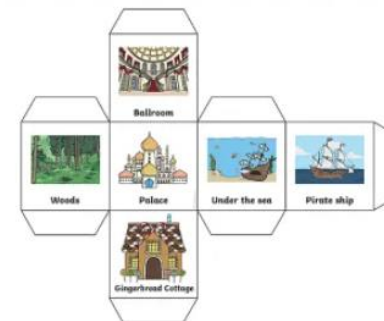 Ballroom
Woods
Palace
Under the sea
Pirate ship
Gingerbread Cottage